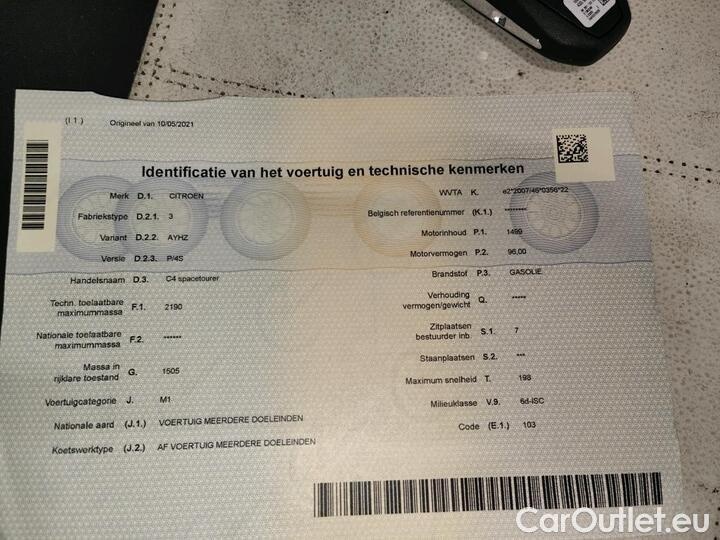 (I 1.) Origineel van 10/05/2021
Identificatie van het voertuig en technische kenmerken
Merk D.1. CITROEN
Fabriekstype D.2.1. 3
Variant D.2.2. AYHZ
Versie D.2.3. P/4S
Handelsnaam D.3. C4 spacetourer
Techn. toelaatbare
maximummassa F.1. 2190
Nationale toelaatbare
maximummassa F.2. ******
Massa in
rijklare toestand G. 1505
Voertuigcategorie J. M1
Nationale aard (J.1.) VOERTUIG MEERDERE DOELEINDEN
Koetswerktype (J.2.) AF VOERTUIG MEERDERE DOELEINDEN
WVTA K. e2*2007/46*0356*22
Belgisch referentienummer (K.1.) ********
Motorinhoud P.1. 1499
Motorvermogen P.2. 96,00
Brandstof P.3. GASOLIE
Verhouding
vermogen/gewicht Q. *****
Zitplaatsen
bestuurder inb. S.1. 7
Staanplaatsen S.2. ***
Maximum snelheid T. 198
Milieuklasse V.9. 6d-ISC
Code (E.1.) 103
CarOutlet.eu